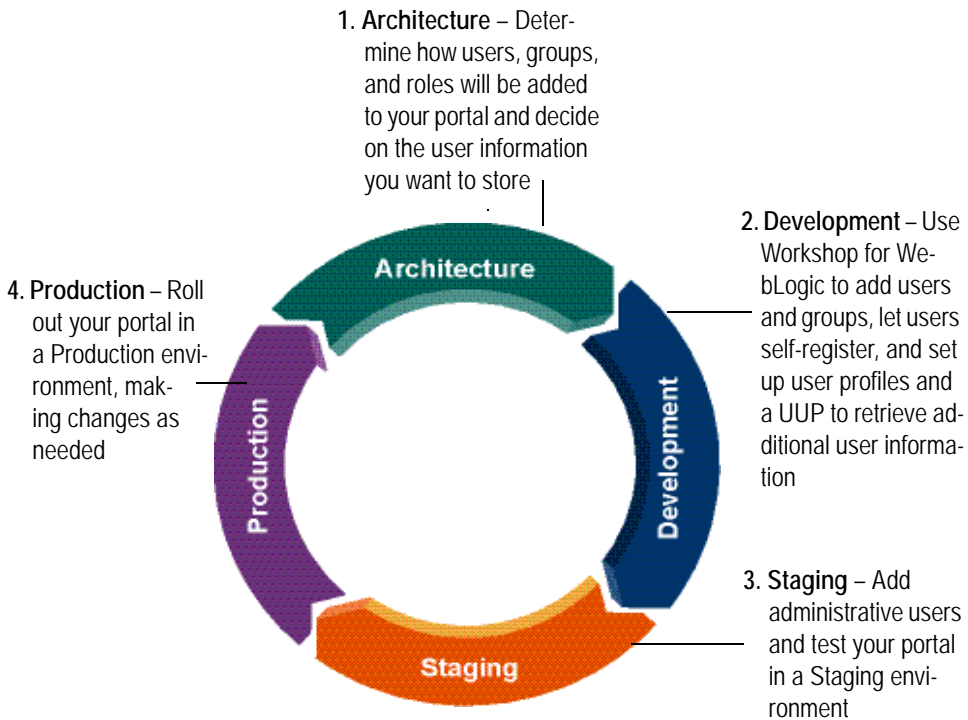 1. Architecture – Deter-
mine how users, groups,
and roles will be added
to your portal and decide
on the user information
you want to store
Architecture
2. Development – Use
Workshop for We-
bLogic to add users
and groups, let users
self-register, and set
up user profiles and
a UUP to retrieve ad-
ditional user informa-
tion
Development
3. Staging – Add
administrative users
and test your portal
in a Staging envi-
ronment
Staging
4. Production – Roll
out your portal in
a Production envi-
ronment, mak-
ing changes as
needed
Production